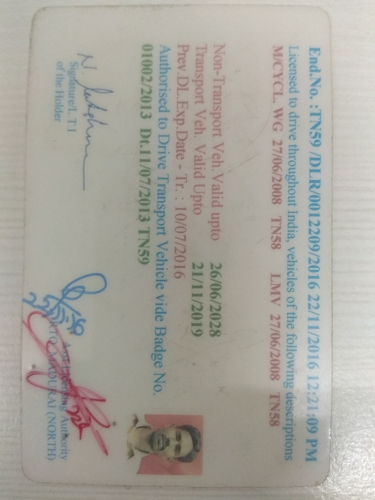 End.No. :TN59 /DLR/0012209/2016 22/11/2016 12:21:09 PM
Licensed to drive throughout India, vehicles of the following descriptions
M/CYCL. WG 27/06/2008 TN58 LMV 27/06/2008 TN58
Non-Transport Veh. Valid upto 26/06/2028
Transport Veh. Valid Upto 21/11/2019
Prev.DL.Exp.Date - Tr. : 10/07/2016
Authorised to Drive Transport Vehicle vide Badge No.
01002/2013 Dt.11/07/2013 TN59
Signature/L T I
of the Holder
Authority
MADURAI (NORTH)